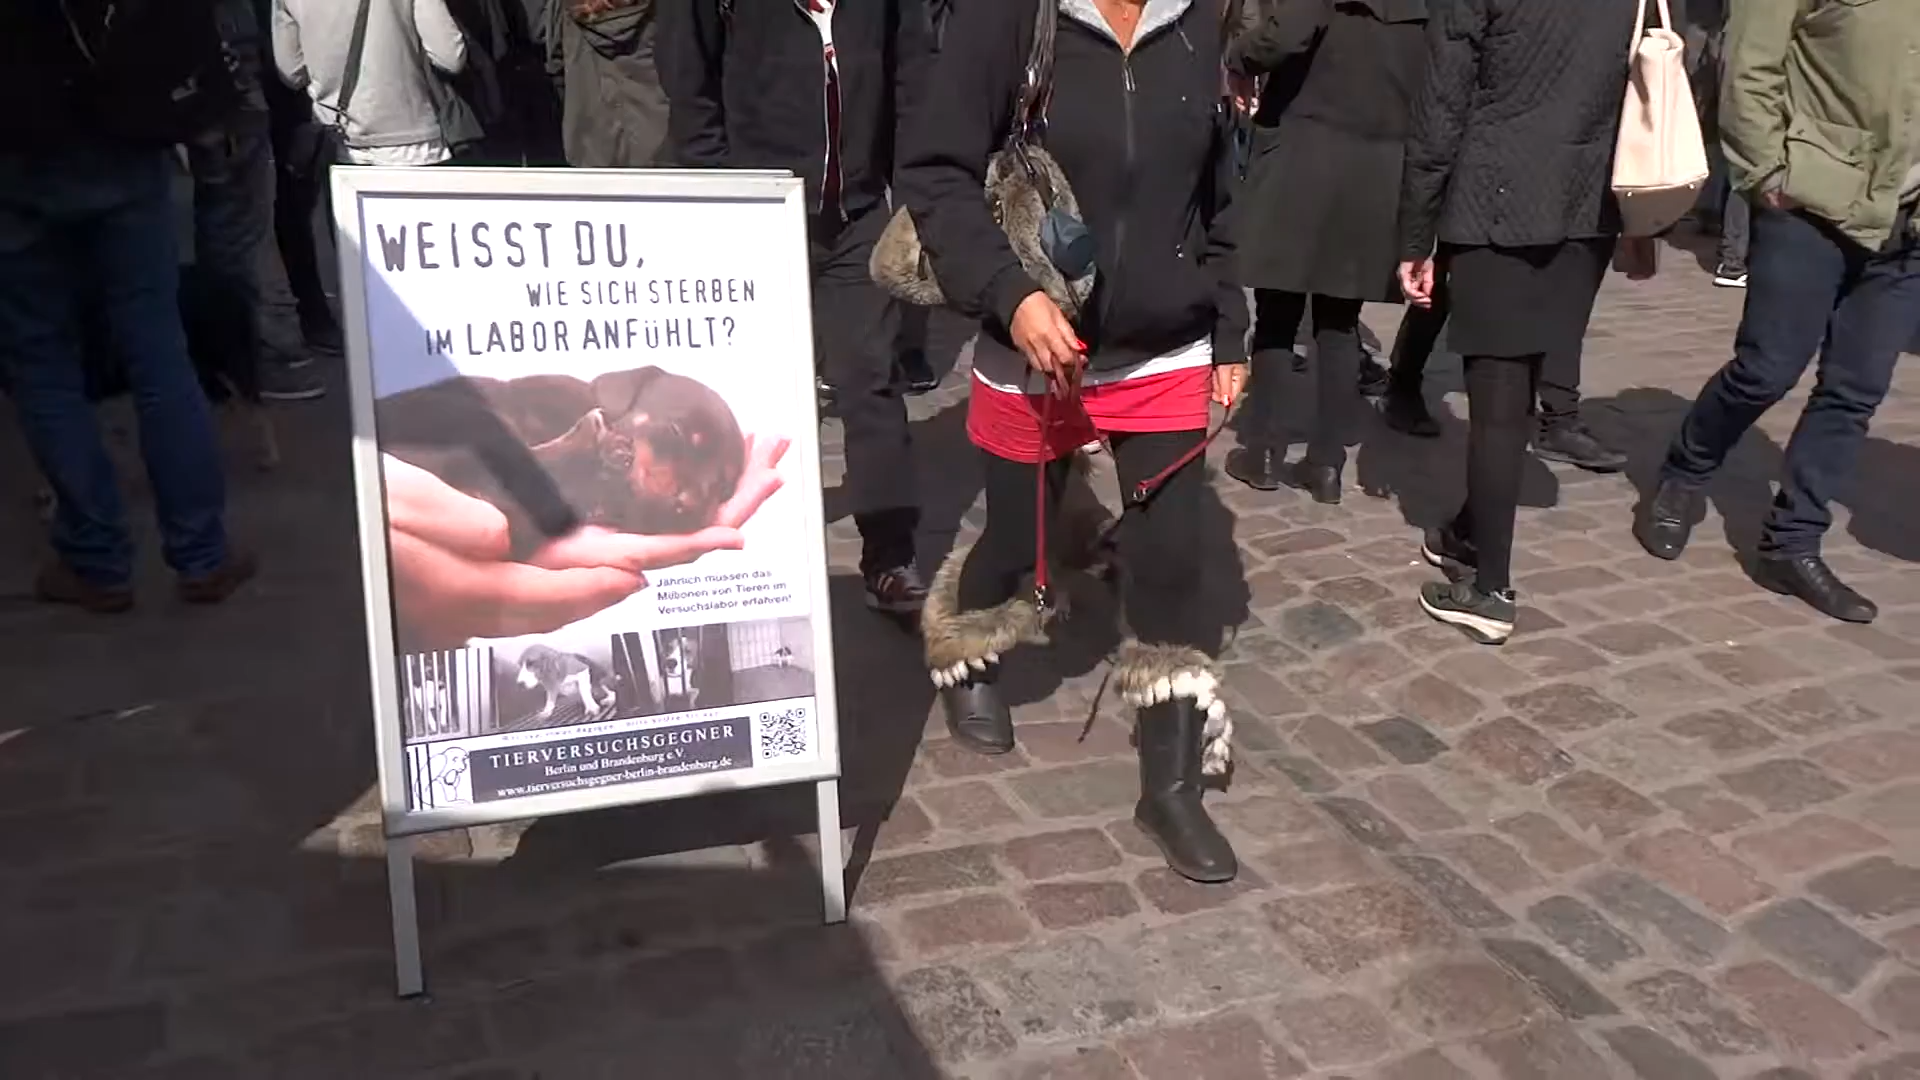 WEISST DU,
WIE SICH STERBEN
IM LABOR ANFÜHLT?
Jährlich müssen das
Millionen von Tieren im
Versuchslabor erfahren!
TIERVERSUCHSGEGNER
Berlin und Brandenburg e.V.
www.tierversuchsgegner-berlin-brandenburg.de